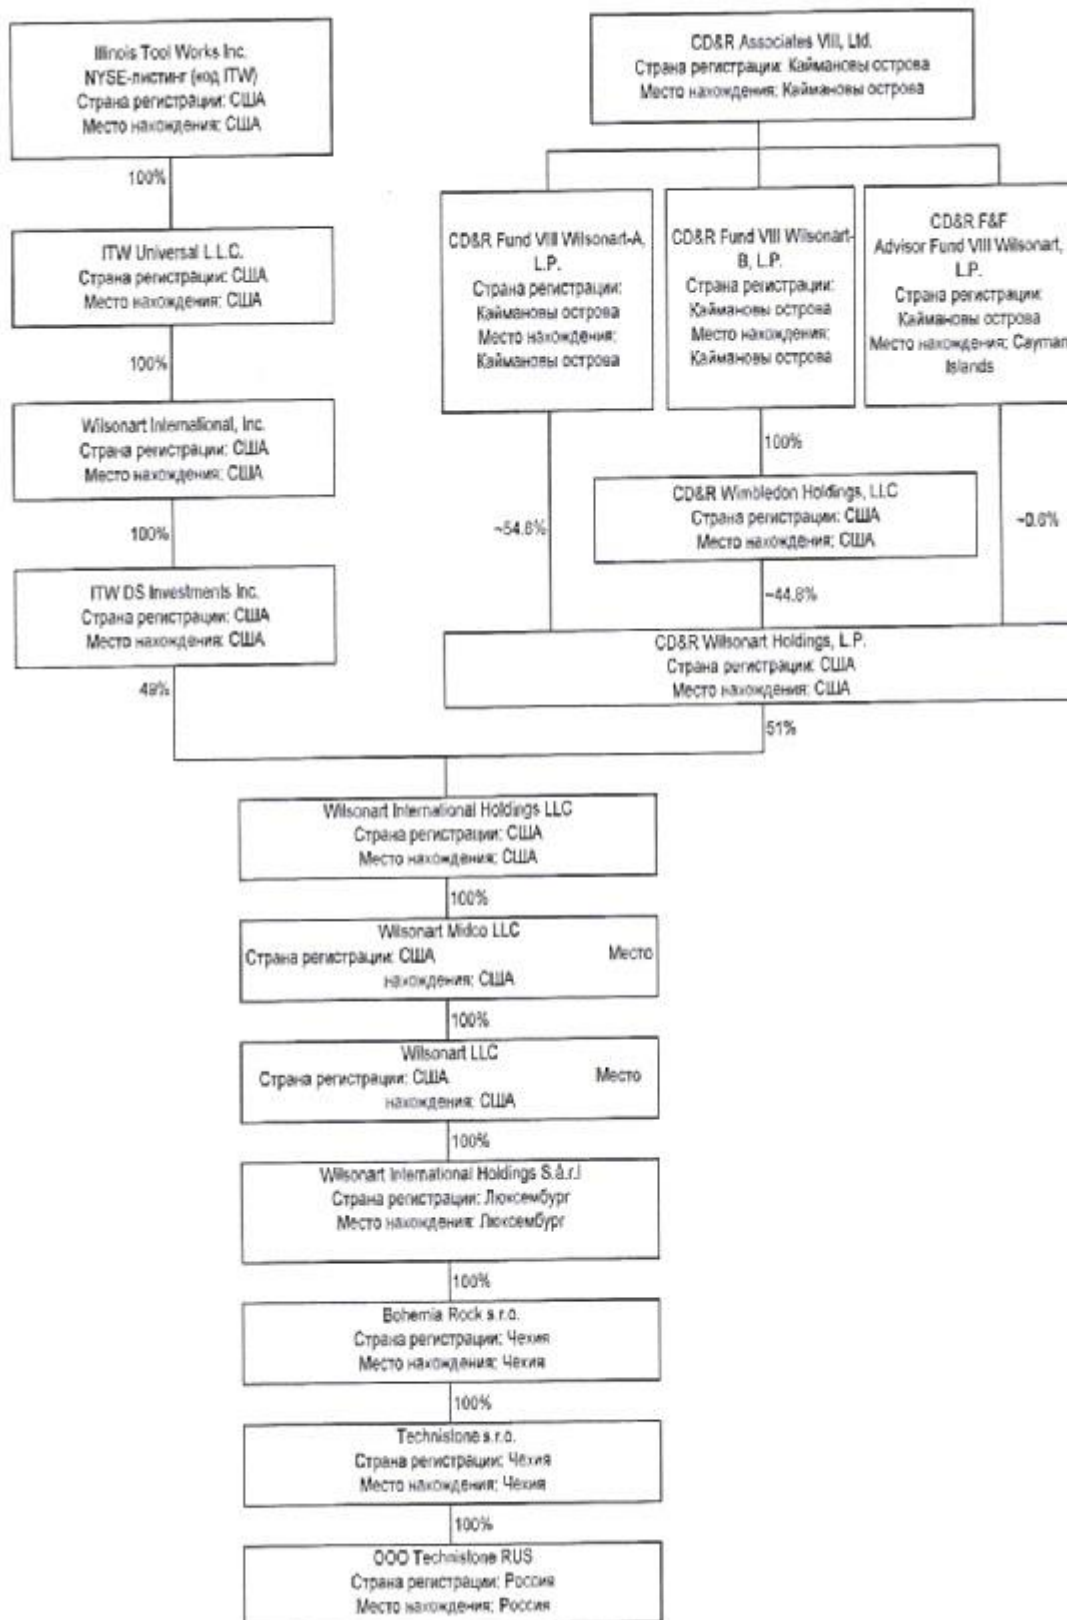 Illinois Tool Works Inc.
NYSE-листинг (код ITW)
Страна регистрации: США
Место нахождения: США
100%
ITW Universal L.L.C.
Страна регистрации: США
Место нахождения: США
100%
Wilsonart International, Inc.
Страна регистрации: США
Место нахождения: США
100%
ITW DS Investments Inc.
Страна регистрации: США
Место нахождения: США
49%
CD&R Associates VIII, Ltd.
Страна регистрации: Каймановы острова
Место нахождения: Каймановы острова
CD&R Fund VIII Wilsonart-A,
L.P.
Страна регистрации:
Каймановы острова
Место нахождения:
Каймановы острова
CD&R Fund VIII Wilsonart-
B, L.P.
Страна регистрации:
Каймановы острова
Место нахождения:
Каймановы острова
CD&R F&F
Advisor Fund VIII Wilsonart,
L.P.
Страна регистрации:
Каймановы острова
Место нахождения: Cayman
Islands
100%
CD&R Wimbledon Holdings, LLC
Страна регистрации: США
Место нахождения: США
~54.6%
~0.6%
~44.8%
CD&R Wilsonart Holdings, L.P.
Страна регистрации: США
Место нахождения: США
51%
Wilsonart International Holdings LLC
Страна регистрации: США
Место нахождения: США
100%
Wilsonart Midco LLC
Страна регистрации: США Место
нахождения: США
100%
Wilsonart LLC
Страна регистрации: США Место
нахождения: США
100%
Wilsonart International Holdings S.à.r.l
Страна регистрации: Люксембург
Место нахождения: Люксембург
100%
Bohemia Rock s.r.o.
Страна регистрации: Чехия
Место нахождения: Чехия
100%
Technistone s.r.o.
Страна регистрации: Чехия
Место нахождения: Чехия
100%
ООО Technistone RUS
Страна регистрации: Россия
Место нахождения: Россия